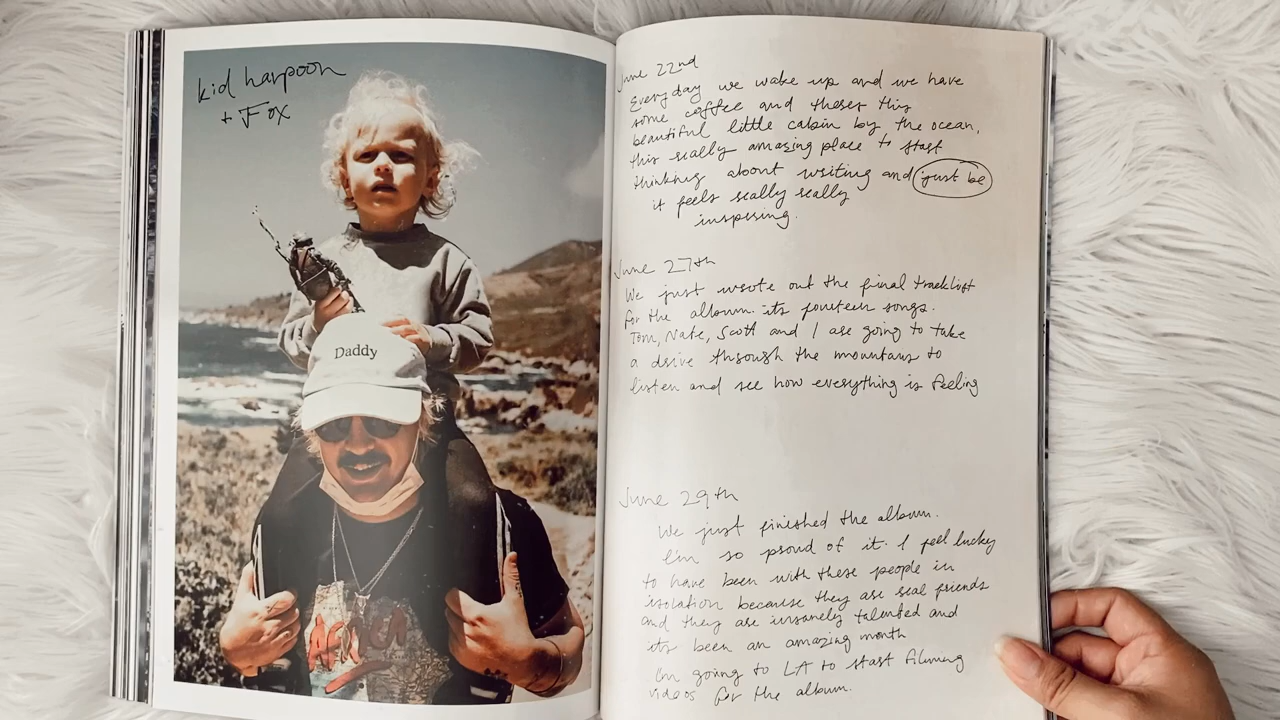 kid harpoon
+ Fox
Daddy
June 22nd
Everyday we wake up and we have
some coffee and theres this
beautiful little cabin by the ocean,
this really amazing place to start
thinking about writing and just be
it feels really really
inspiring.
June 27th
We just wrote out the final tracklist
for the album. its fourteen songs.
Tom, Nate, Scott and I are going to take
a drive through the mountains to
listen and see how everything is feeling
June 29th
We just finished the album.
I'm so proud of it. I feel lucky
to have been with these people in
isolation because they are real friends
and they are insanely talented and
it's been an amazing month
I'm going to LA to start filming
videos for the album.